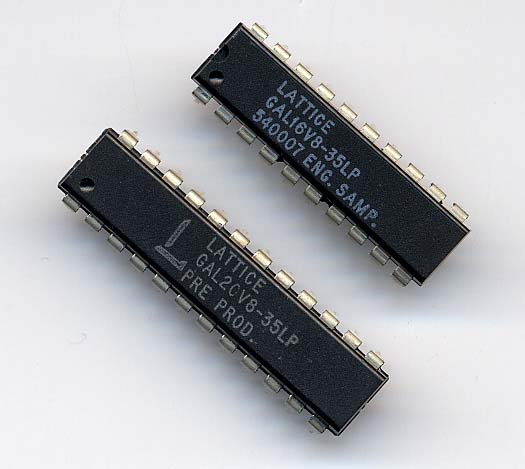 LATTICE
GAL16V8-35LP
540007 ENG. SAMP.
L
LATTICE
GAL20V8-35LP
PRE PROD.